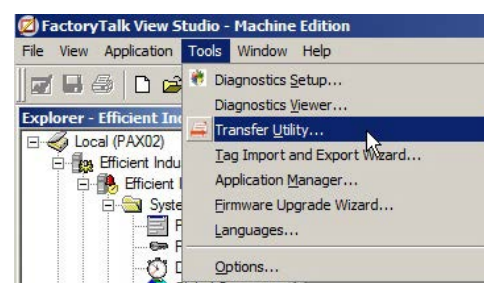 FactoryTalk View Studio - Machine Edition
File View Application Tools Window Help
Diagnostics Setup...
Diagnostics Viewer...
Explorer - Efficient
Transfer Utility...
Local (PAX02)
Tag Import and Export Wizard...
Efficient Indu
Application Manager...
Efficient I
Firmware Upgrade Wizard...
Syste
Languages...
F
F
D
Options...